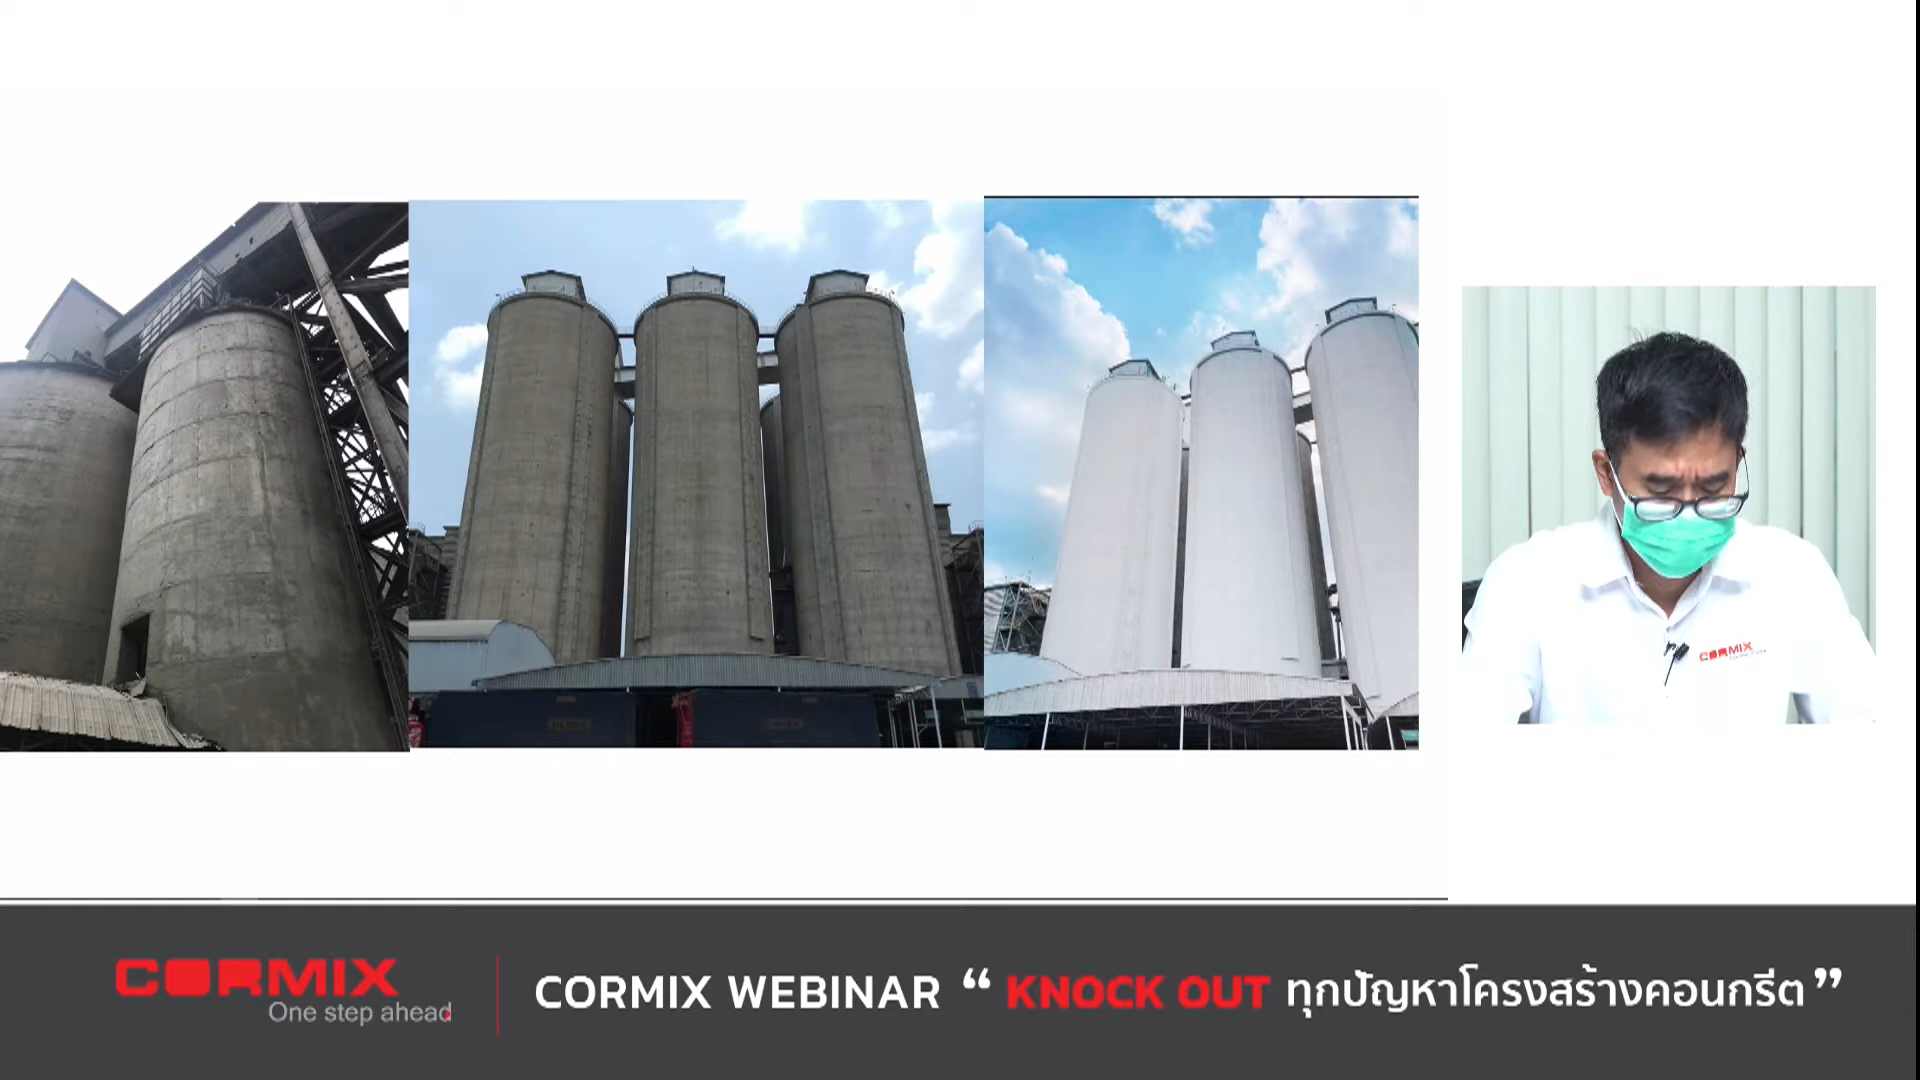 CORMIX
CORMIX
One step ahead
CORMIX WEBINAR “ KNOCK OUT ทุกปัญหาโครงสร้างคอนกรีต ”